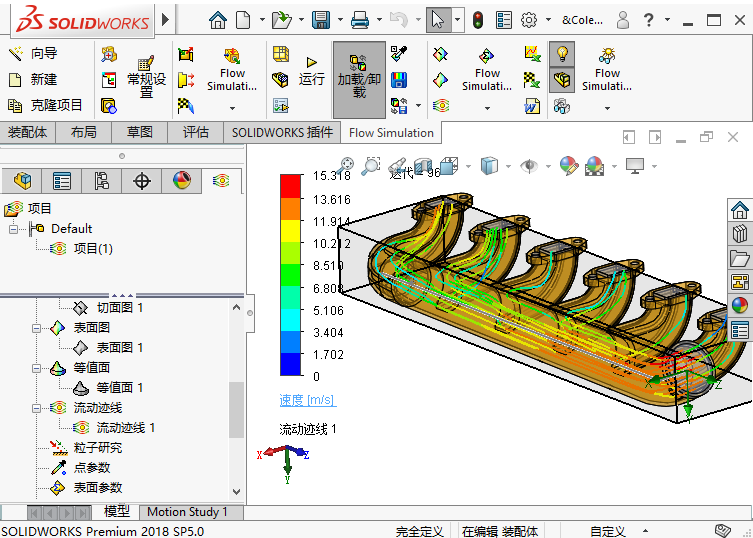 SOLIDWORKS
&Cole...
?
向导
新建
克隆项目
常规设
置
Flow
Simulati...
运行
加载/卸
载
Flow
Simulati...
Flow
Simulati...
装配体
布局
草图
评估
SOLIDWORKS 插件
Flow Simulation
项目
Default
项目(1)
切面图 1
表面图
表面图 1
等值面
等值面 1
流动迹线
流动迹线 1
粒子研究
点参数
表面参数
迭代 = 96
15.318
13.616
11.914
10.212
8.510
6.808
5.106
3.404
1.702
0
速度 [m/s]
流动迹线 1
X
Z
Y
X
Z
Y
模型
Motion Study 1
SOLIDWORKS Premium 2018 SP5.0
完全定义
在编辑 装配体
自定义